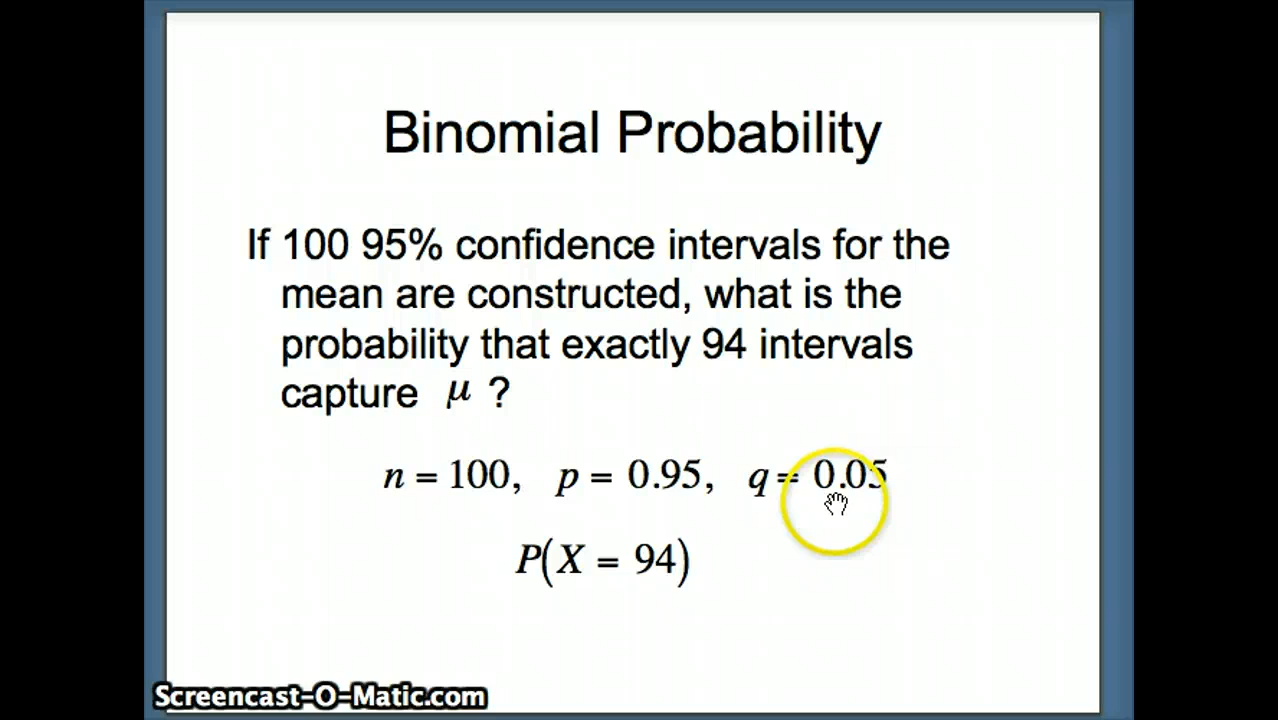 Binomial Probability
If 100 95% confidence intervals for the
mean are constructed, what is the
probability that exactly 94 intervals
capture μ ?
n = 100, p = 0.95, q = 0.05
P(X = 94)
Screencast-O-Matic.com